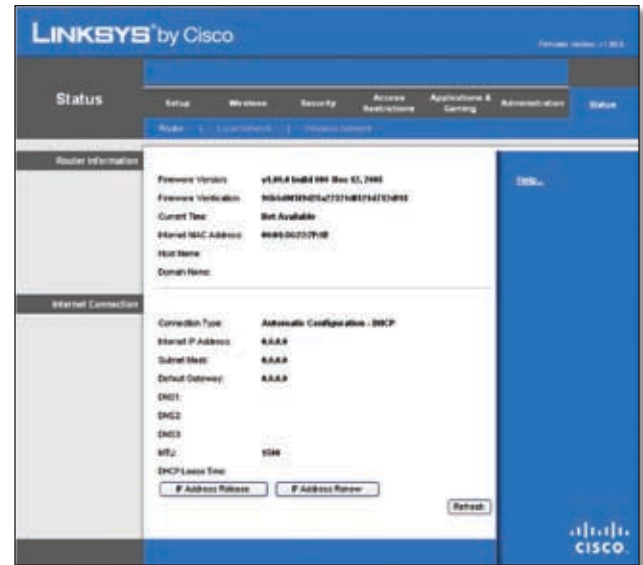 LINKSYS® by Cisco
Firmware Version:
Status
Setup Wireless Security Access Restrictions Applications & Gaming Administration Status
Router | Local Network | Wireless Network
Router Information
Firmware Version:
Help...
Firmware Verification:
Current Time: Not Available
Internet MAC Address:
Host Name:
Domain Name:
Internet Connection
Connection Type: Automatic Configuration - DHCP
Internet IP Address: 0.0.0.0
Subnet Mask: 0.0.0.0
Default Gateway: 0.0.0.0
DNS1:
DNS2:
DNS3:
MTU: 1500
DHCP Lease Time:
IP Address Release IP Address Renew
Refresh
CISCO.